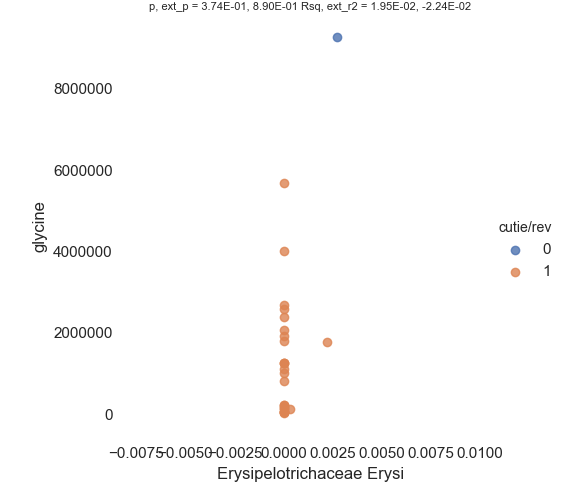 p, ext_p = 3.74E-01, 8.90E-01 Rsq, ext_r2 = 1.95E-02, -2.24E-02
8000000
6000000
4000000
2000000
0
glycine
cutie/rev
0
1
−0.0075 −0.0050 −0.0025 0.0000 0.0025 0.0050 0.0075 0.0100
Erysipelotrichaceae Erysi